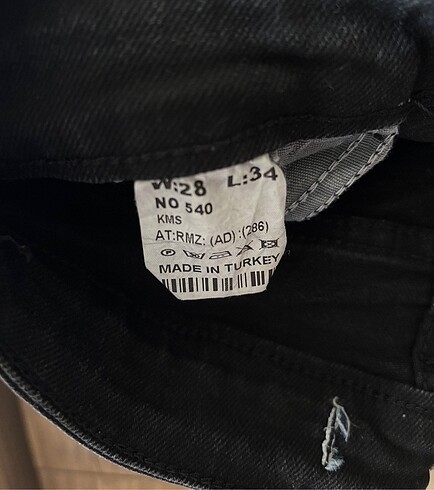 W:28 L:34
NO 540
KMS
AT:RMZ: (AD) :(286)
MADE IN TURKEY